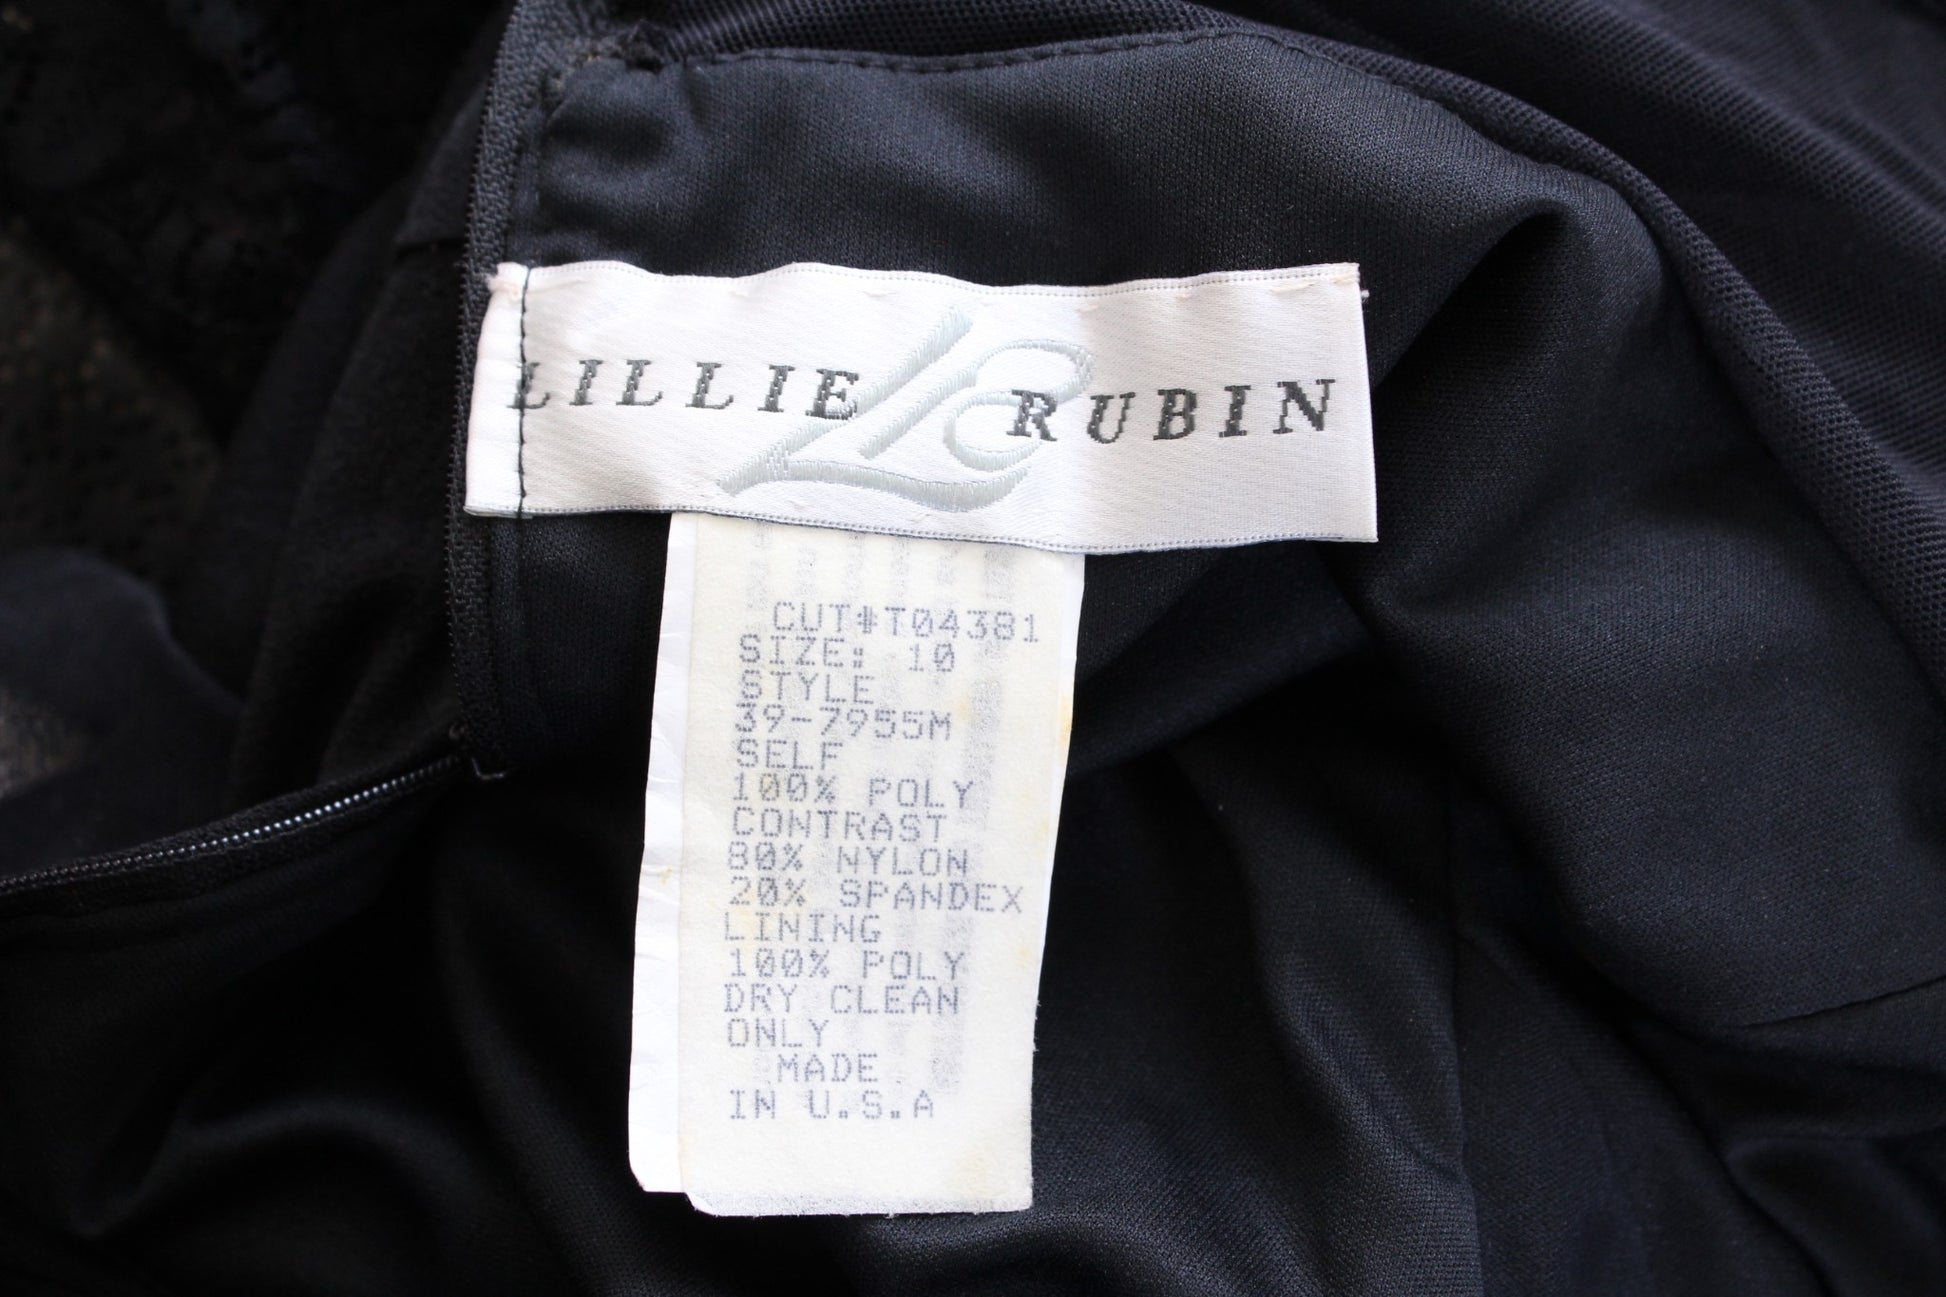 LILLIE RUBIN
LR
CUT#T04381
SIZE: 10
STYLE
39-7955M
SELF
100% POLY
CONTRAST
80% NYLON
20% SPANDEX
LINING
100% POLY
DRY CLEAN
ONLY
MADE
IN U.S.A